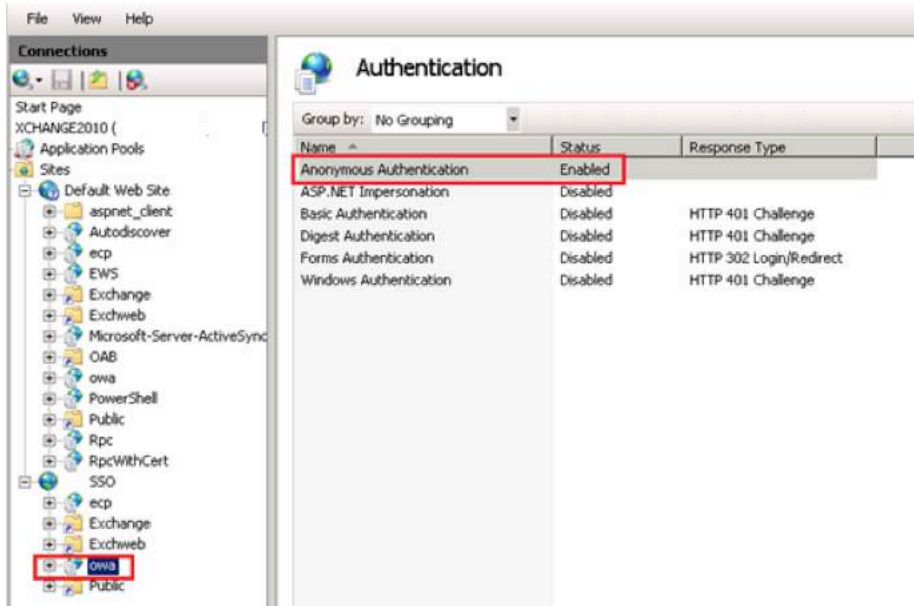 File View Help
Connections
Start Page
XCHANGE2010 (
Application Pools
Sites
Default Web Site
aspnet_client
Autodiscover
ecp
EWS
Exchange
Exchweb
Microsoft-Server-ActiveSync
OAB
owa
PowerShell
Public
Rpc
RpcWithCert
SSO
ecp
Exchange
Exchweb
owa
Public
Authentication
Group by: No Grouping
Name Status Response Type
Anonymous Authentication Enabled
ASP.NET Impersonation Disabled
Basic Authentication Disabled HTTP 401 Challenge
Digest Authentication Disabled HTTP 401 Challenge
Forms Authentication Disabled HTTP 302 Login/Redirect
Windows Authentication Disabled HTTP 401 Challenge